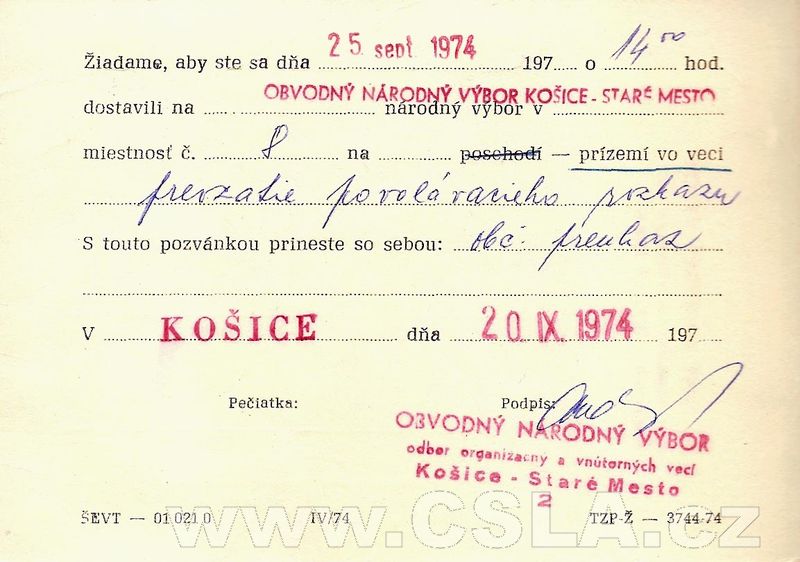 Žiadame, aby ste sa dňa 25 sept 1974 197 o 14 00 hod.
dostavili na OBVODNÝ NÁRODNÝ VÝBOR KOŠICE - STARÉ MESTO národný výbor v
miestnosť č. 8 na poschodí — prízemí vo veci
prevzatie povolávacieho rozkazu
S touto pozvánkou prineste so sebou: obč. preukaz
V KOŠICE dňa 20 IX. 1974 197
Pečiatka: Podpis:
OBVODNÝ NÁRODNÝ VÝBOR
odbor organizacny a vnútorných vecí
Košice - Staré Mesto
2
ŠEVT — 01 021 0 IV/74 TZP-Ž — 3744-74
www.CSLA.cz